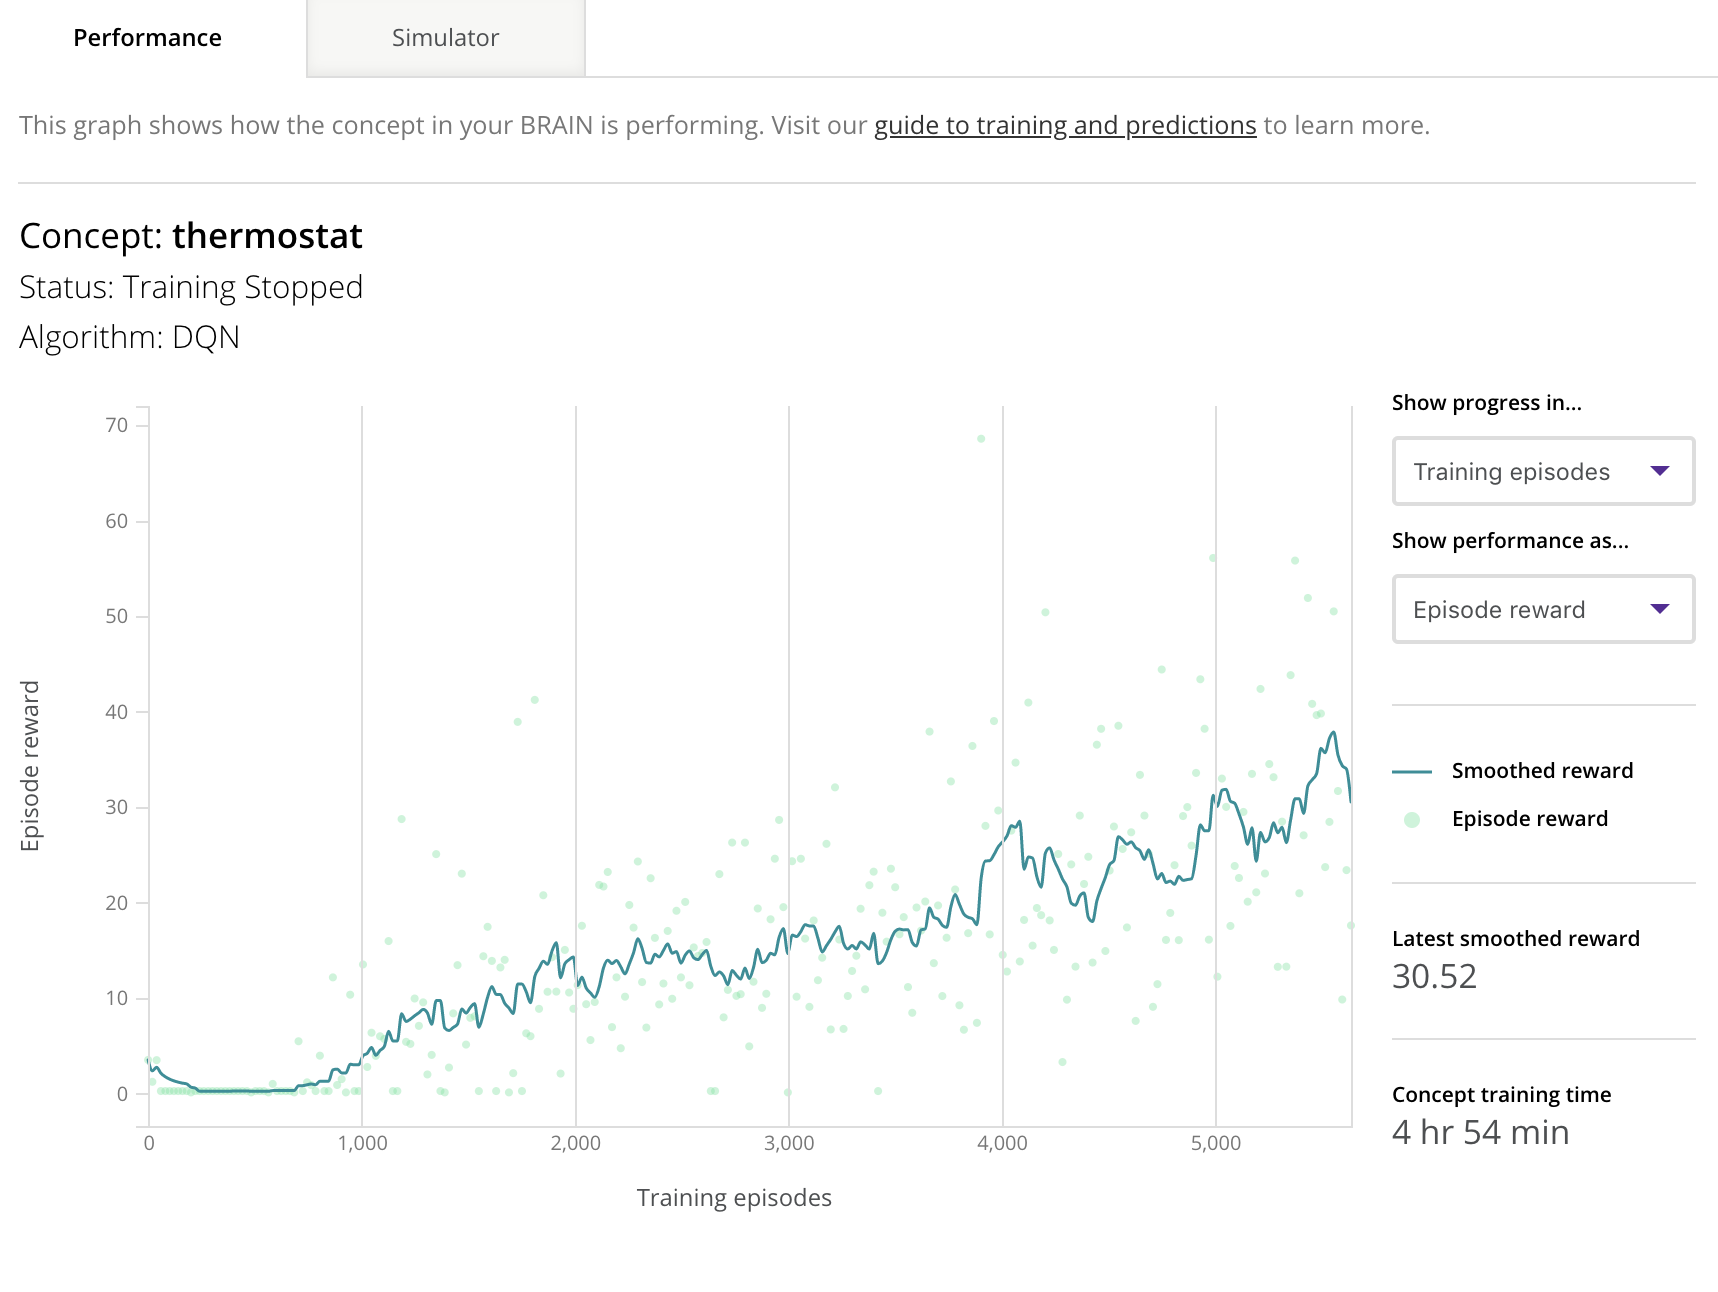 Performance
Simulator
This graph shows how the concept in your BRAIN is performing. Visit our guide to training and predictions to learn more.
Concept: thermostat
Status: Training Stopped
Algorithm: DQN
Show progress in...
Training episodes
Show performance as...
Episode reward
Smoothed reward
Episode reward
Latest smoothed reward
30.52
Concept training time
4 hr 54 min
70
60
50
40
30
20
10
0
Episode reward
0 1,000 2,000 3,000 4,000 5,000
Training episodes